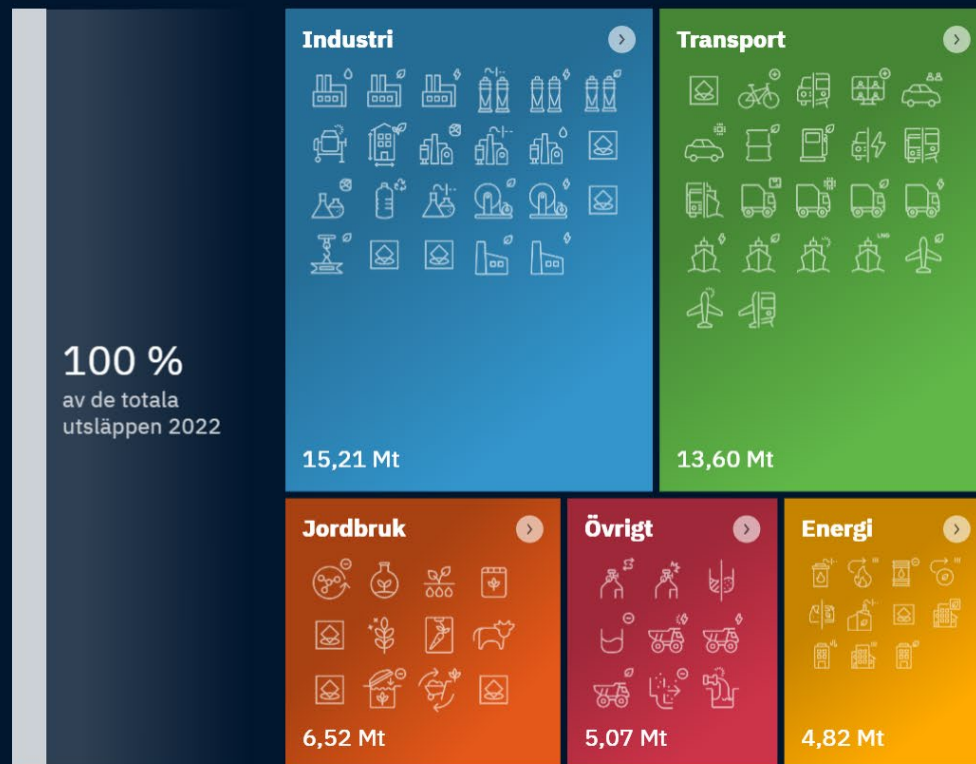 100 %
av de totala
utsläppen 2022
Industri
15,21 Mt
Transport
LNG
13,60 Mt
Jordbruk
6,52 Mt
Övrigt
5,07 Mt
Energi
4,82 Mt